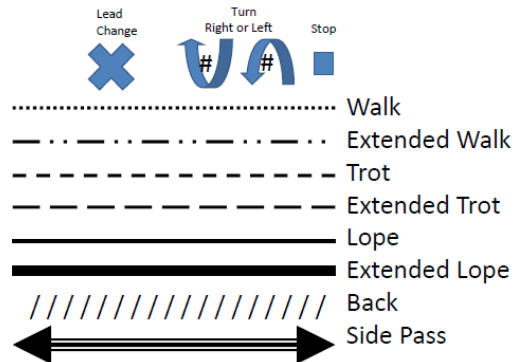 Lead
Change
Turn
Right or Left
Stop
#
#
Walk
Extended Walk
Trot
Extended Trot
Lope
Extended Lope
/ / / / / / / / / / / / / / / / / / Back
Side Pass